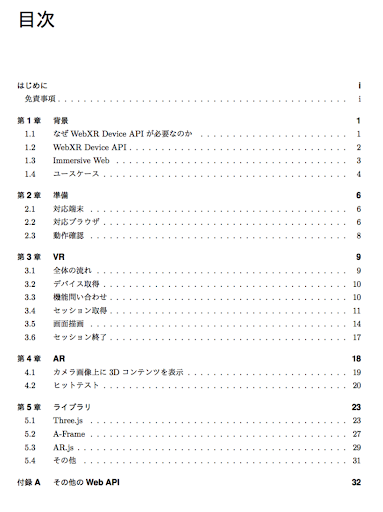 目次
はじめに i
免責事項 . . . . . . . . . . . . . . . . . . . . . . . . . . . . . . . . i
第 1 章 背景 1
1.1 なぜ WebXR Device API が必要なのか . . . . . . . . . . . . . . . 1
1.2 WebXR Device API . . . . . . . . . . . . . . . . . . . . . . . . 2
1.3 Immersive Web . . . . . . . . . . . . . . . . . . . . . . . . . . 3
1.4 ユースケース . . . . . . . . . . . . . . . . . . . . . . . . . . . 4
第 2 章 準備 6
2.1 対応端末 . . . . . . . . . . . . . . . . . . . . . . . . . . . . . 6
2.2 対応ブラウザ . . . . . . . . . . . . . . . . . . . . . . . . . . . 6
2.3 動作確認 . . . . . . . . . . . . . . . . . . . . . . . . . . . . . 8
第 3 章 VR 9
3.1 全体の流れ . . . . . . . . . . . . . . . . . . . . . . . . . . . . 9
3.2 デバイス取得 . . . . . . . . . . . . . . . . . . . . . . . . . . . 10
3.3 機能問い合わせ . . . . . . . . . . . . . . . . . . . . . . . . . . 10
3.4 セッション取得 . . . . . . . . . . . . . . . . . . . . . . . . . . 11
3.5 画面描画 . . . . . . . . . . . . . . . . . . . . . . . . . . . . . 14
3.6 セッション終了 . . . . . . . . . . . . . . . . . . . . . . . . . . 17
第 4 章 AR 18
4.1 カメラ画像上に 3D コンテンツを表示 . . . . . . . . . . . . . . . . 19
4.2 ヒットテスト . . . . . . . . . . . . . . . . . . . . . . . . . . . 20
第 5 章 ライブラリ 23
5.1 Three.js . . . . . . . . . . . . . . . . . . . . . . . . . . . . . 23
5.2 A-Frame . . . . . . . . . . . . . . . . . . . . . . . . . . . . . 27
5.3 AR.js . . . . . . . . . . . . . . . . . . . . . . . . . . . . . . . 29
5.4 その他 . . . . . . . . . . . . . . . . . . . . . . . . . . . . . . 31
付録 A その他の Web API 32